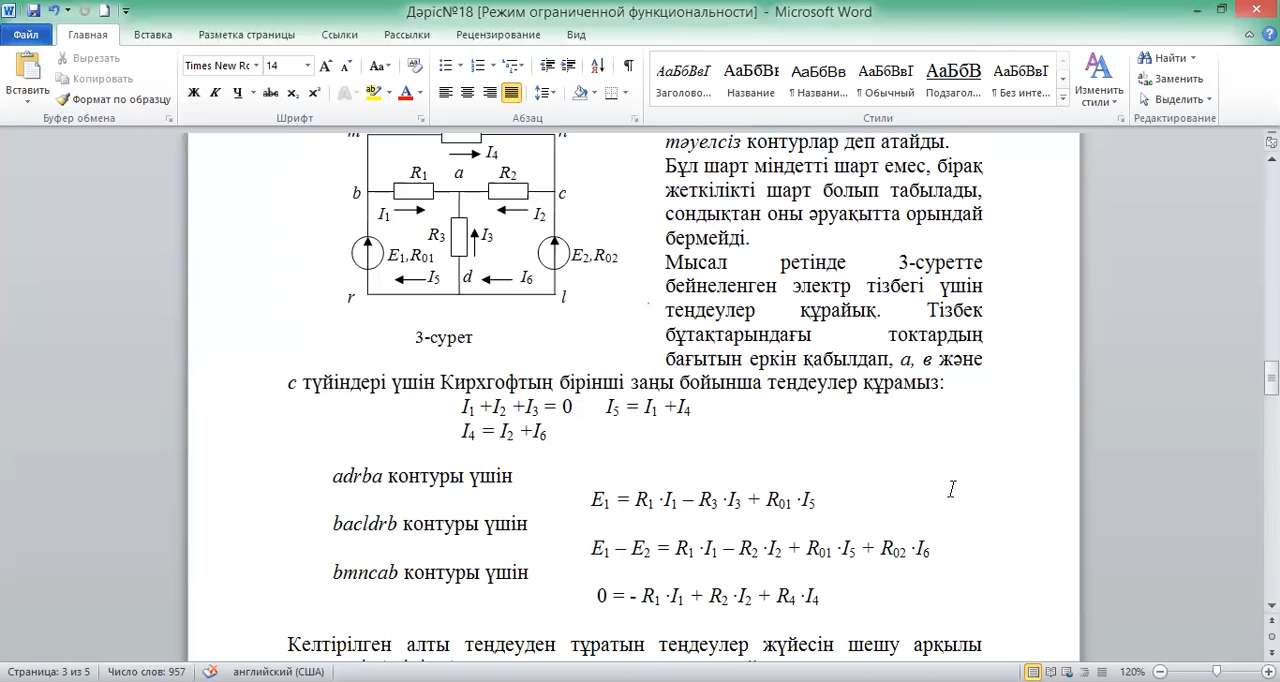 Дәріс№18 [Режим ограниченной функциональности] - Microsoft Word
Файл Главная Вставка Разметка страницы Ссылки Рассылки Рецензирование Вид
Вставить
Вырезать
Копировать
Формат по образцу
Буфер обмена
Times New Rc 14
Ж К Ч abc x₂ x² A ab А
Шрифт
Абзац
АаБбВвІ АаБбВı АаБбВв АаБбВвІ АаБбВ АаБбВвІ
Заголово... Название ¶ Названи... ¶ Обычный Подзагол... ¶ Без инте...
Изменить стили
Стили
Найти
Заменить
Выделить
Редактирование
I₄
R₁ a R₂
b c
I₁ I₂
R₃ I₃
E₁,R₀₁ E₂,R₀₂
I₅ d I₆
r l
3-сурет
тәуелсіз контурлар деп атайды.
Бұл шарт міндетті шарт емес, бірақ
жеткілікті шарт болып табылады,
сондықтан оны әруақытта орындай
бермейді.
Мысал ретінде 3-суретте
бейнеленген электр тізбегі үшін
теңдеулер құрайық. Тізбек
бұтақтарындағы токтардың
бағытын еркін қабылдап, а, в және
с түйіндері үшін Кирхгофтың бірінші заңы бойынша теңдеулер құрамыз:
I₁ +I₂ +I₃ = 0 I₅ = I₁ +I₄
I₄ = I₂ +I₆
adrba контуры үшін
E₁ = R₁ ·I₁ – R₃ ·I₃ + R₀₁ ·I₅
bacldrb контуры үшін
E₁ – E₂ = R₁ ·I₁ – R₂ ·I₂ + R₀₁ ·I₅ + R₀₂ ·I₆
bmncab контуры үшін
0 = - R₁ ·I₁ + R₂ ·I₂ + R₄ ·I₄
Келтірілген алты теңдеуден тұратын теңдеулер жүйесін шешу арқылы
Страница: 3 из 5 Число слов: 957 английский (США) 120%